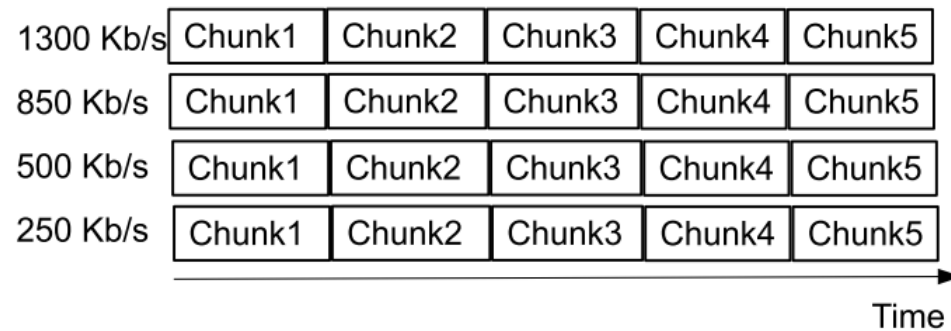 1300 Kb/s Chunk1 Chunk2 Chunk3 Chunk4 Chunk5
850 Kb/s Chunk1 Chunk2 Chunk3 Chunk4 Chunk5
500 Kb/s Chunk1 Chunk2 Chunk3 Chunk4 Chunk5
250 Kb/s Chunk1 Chunk2 Chunk3 Chunk4 Chunk5
Time